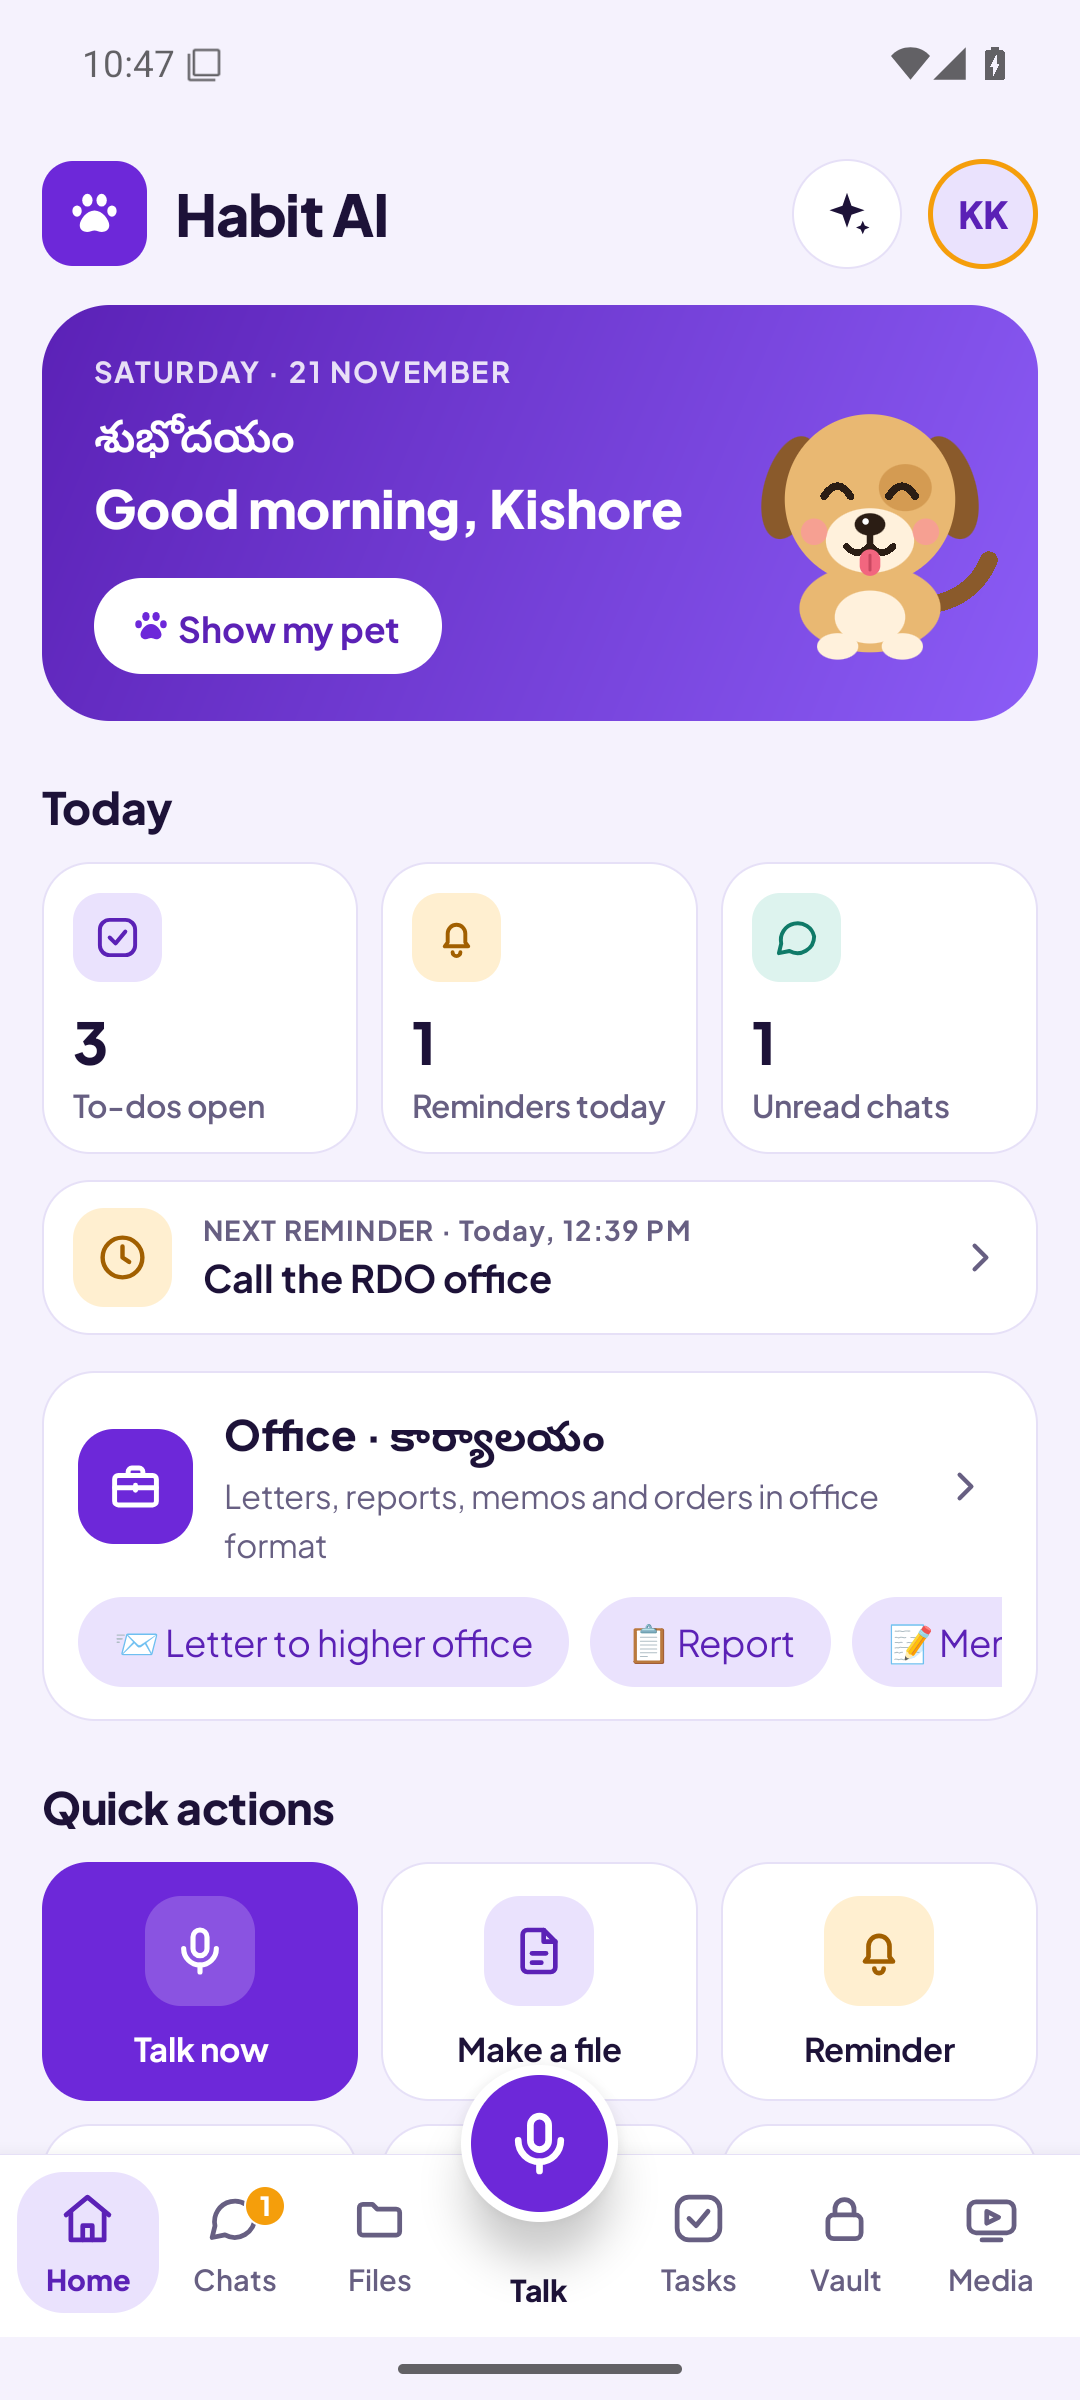 10:47
Habit AI
KK
SATURDAY · 21 NOVEMBER
శుభోదయం
Good morning, Kishore
Show my pet
Today
3
To-dos open
1
Reminders today
1
Unread chats
NEXT REMINDER · Today, 12:39 PM
Call the RDO office
Office · కార్యాలయం
Letters, reports, memos and orders in office
format
Letter to higher office
Report
Quick actions
Talk now
Make a file
Reminder
Home
Chats
1
Files
Talk
Tasks
Vault
Media